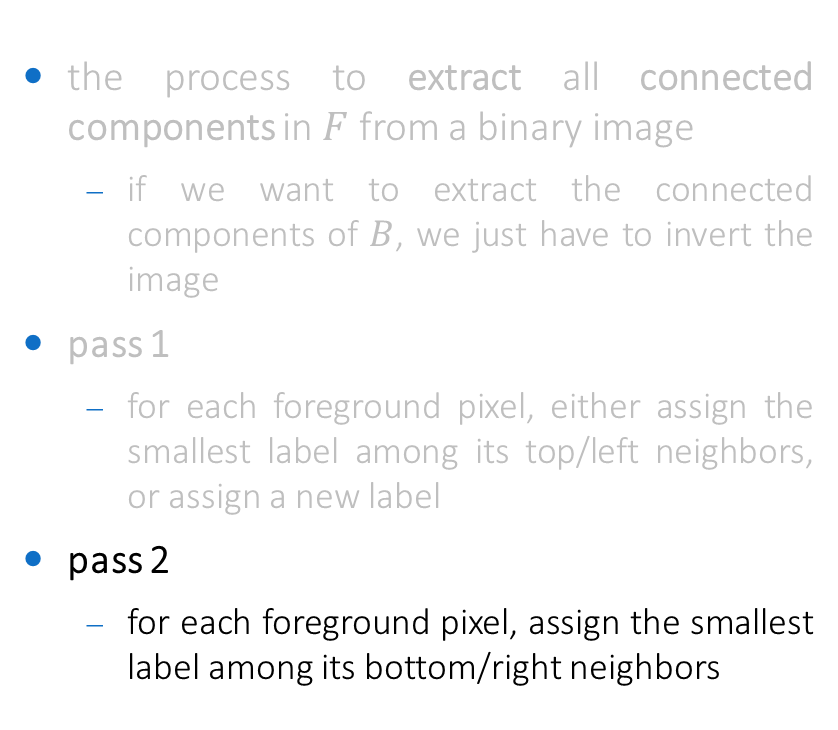 • the process to extract all connected
components in F from a binary image
– if we want to extract the connected
components of B, we just have to invert the
image
• pass 1
– for each foreground pixel, either assign the
smallest label among its top/left neighbors,
or assign a new label
• pass 2
– for each foreground pixel, assign the smallest
label among its bottom/right neighbors